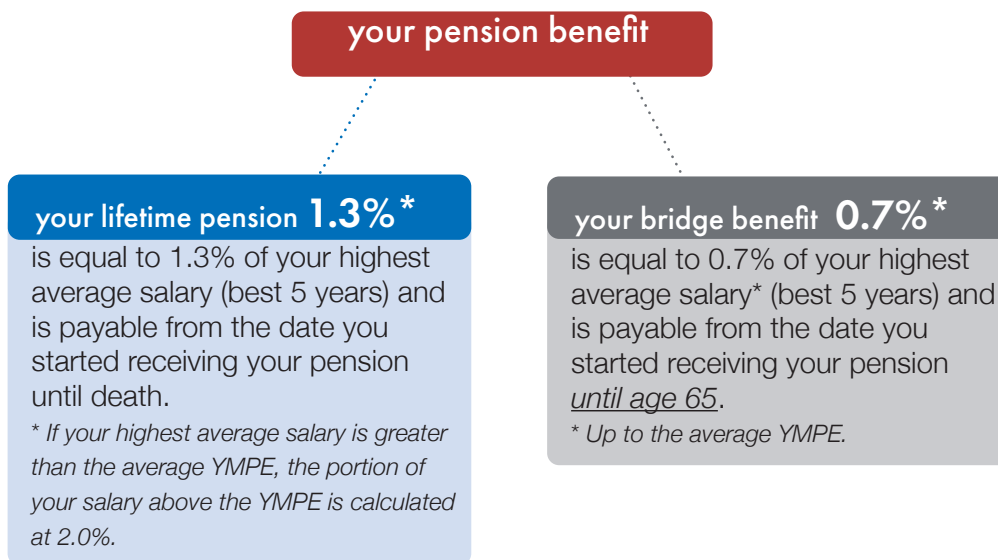 your pension benefit
your lifetime pension 1.3%*
is equal to 1.3% of your highest
average salary (best 5 years) and
is payable from the date you
started receiving your pension
until death.
* If your highest average salary is greater
than the average YMPE, the portion of
your salary above the YMPE is calculated
at 2.0%.
your bridge benefit 0.7%*
is equal to 0.7% of your highest
average salary* (best 5 years) and
is payable from the date you
started receiving your pension
until age 65.
* Up to the average YMPE.